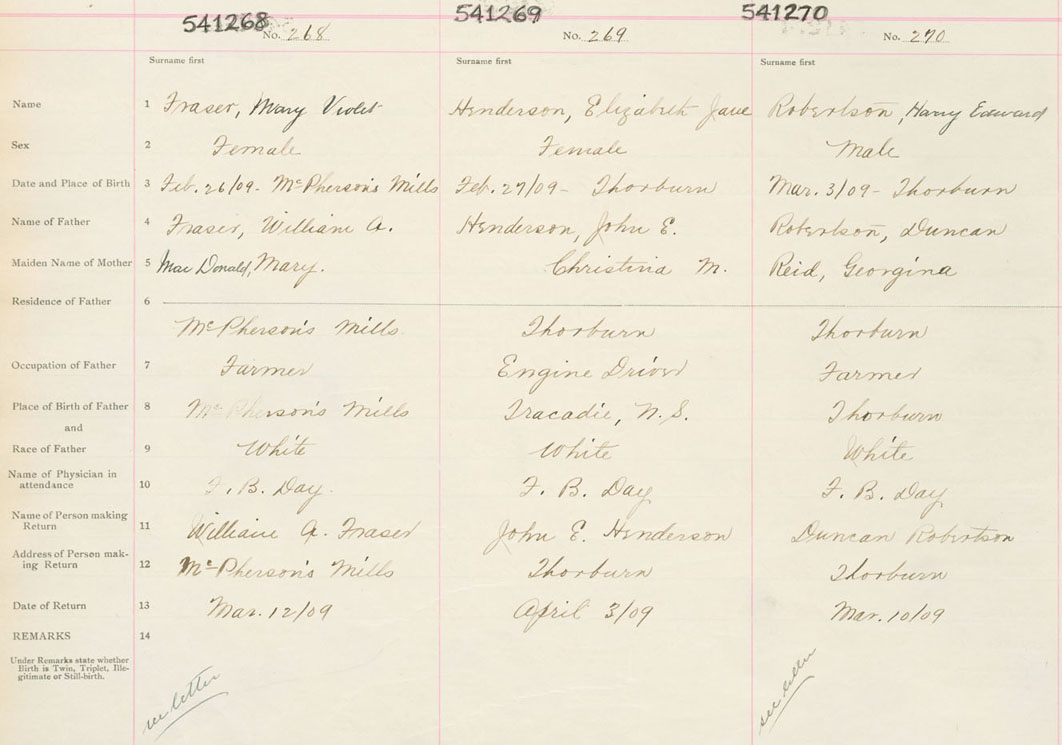 541268 541269 541270
No. 268 No. 269 No. 270
Surname first Surname first Surname first
Name 1 Fraser, Mary Violet Henderson, Elizabeth Jane Robertson, Harry Edward
Sex 2 Female Female Male
Date and Place of Birth 3 Feb. 26/09 - McPherson's Mills Feb. 27/09 - Thorburn Mar. 3/09 - Thorburn
Name of Father 4 Fraser, William A. Henderson, John E. Robertson, Duncan
Maiden Name of Mother 5 MacDonald, Mary. Christina M. Reid, Georgina
Residence of Father 6
McPherson's Mills Thorburn Thorburn
Occupation of Father 7 Farmer Engine Driver Farmer
Place of Birth of Father 8 McPherson's Mills Tracadie, N.S. Thorburn
and
Race of Father 9 White White White
Name of Physician in
attendance 10 F. B. Day. F. B. Day F. B. Day
Name of Person making
Return 11 William A. Fraser John E. Henderson Duncan Robertson
Address of Person mak-
ing Return 12 McPherson's Mills Thorburn Thorburn
Date of Return 13 Mar. 12/09 April 3/09 Mar. 10/09
REMARKS 14
Under Remarks state whether
Birth is Twin, Triplet, Ille-
gitimate or Still-birth.
see letter see letter